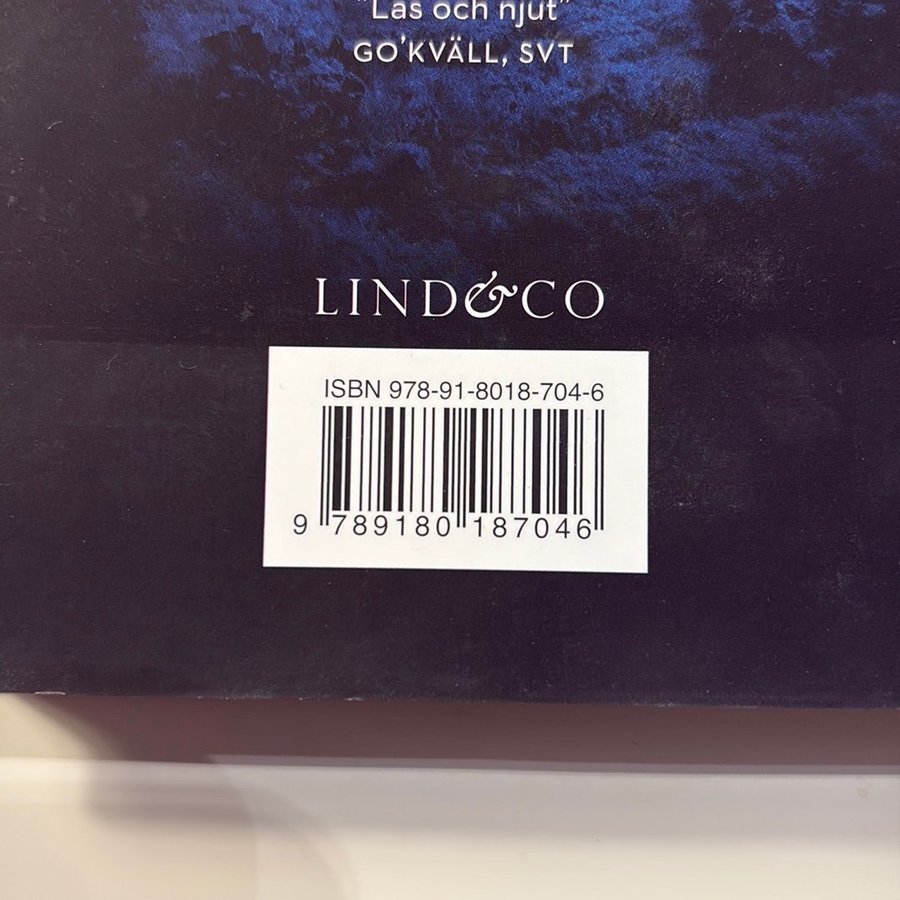 "Läs och njut"
GO'KVÄLL, SVT
LIND&CO
ISBN 978-91-8018-704-6
9 789180 187046